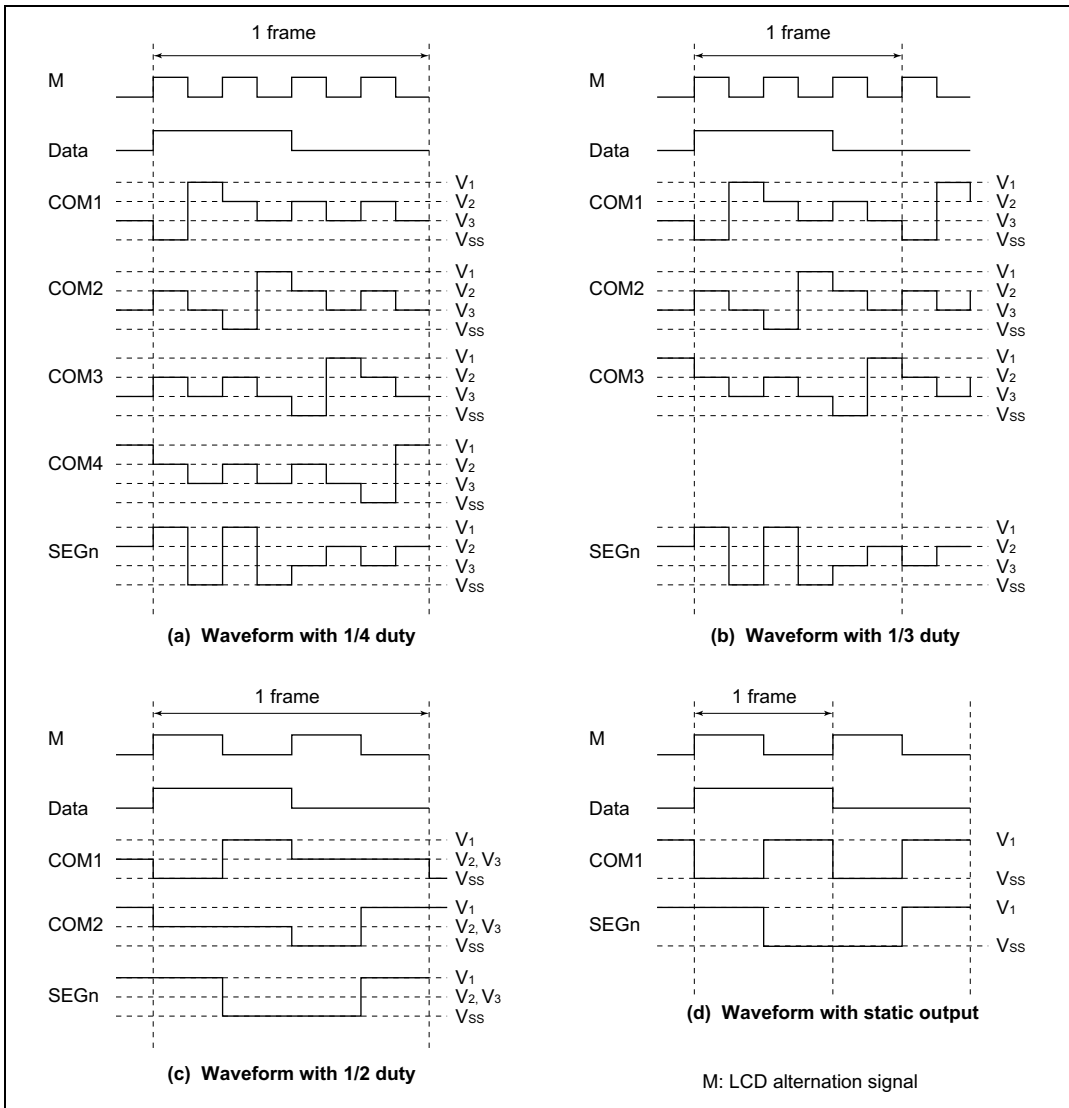 1 frame
M
Data
COM1
V1
V2
V3
VSS
COM2
V1
V2
V3
VSS
COM3
V1
V2
V3
VSS
COM4
V1
V2
V3
VSS
SEGn
V1
V2
V3
VSS
(a) Waveform with 1/4 duty
1 frame
M
Data
COM1
V1
V2
V3
VSS
COM2
V1
V2
V3
VSS
COM3
V1
V2
V3
VSS
SEGn
V1
V2
V3
VSS
(b) Waveform with 1/3 duty
1 frame
M
Data
COM1
V1
V2, V3
VSS
COM2
V1
V2, V3
VSS
SEGn
V1
V2, V3
VSS
(c) Waveform with 1/2 duty
1 frame
M
Data
COM1
V1
VSS
SEGn
V1
VSS
(d) Waveform with static output
M: LCD alternation signal